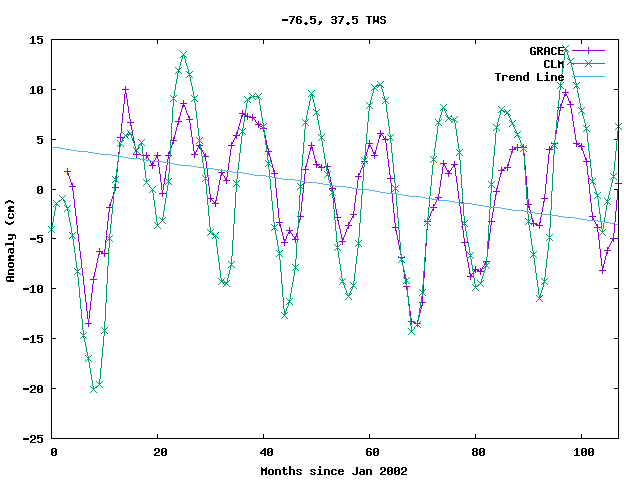 -76.5, 37.5 TWS
GRACE
CLM
Trend Line
15
10
5
0
-5
-10
-15
-20
-25
Anomaly (cm)
0 20 40 60 80 100
Months since Jan 2002